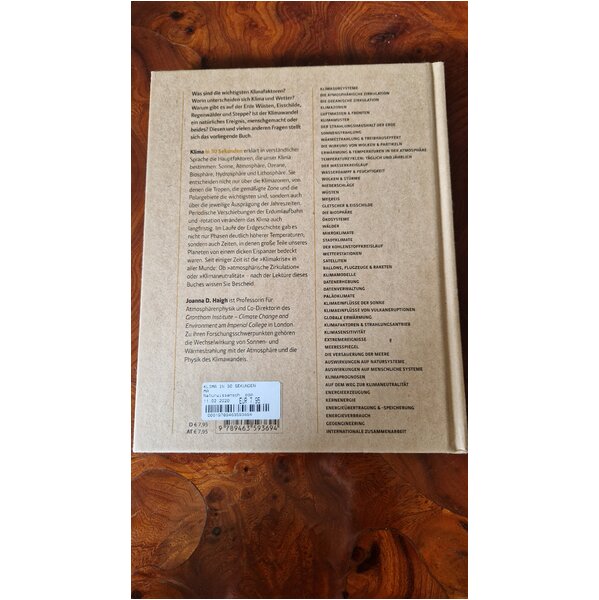 Was sind die wichtigsten Klimafaktoren?
Worin unterscheiden sich Klima und Wetter?
Warum gibt es auf der Erde Wüsten, Eisschilde,
Regenwälder und Steppe? Ist der Klimawandel
ein natürliches Ereignis, menschgemacht oder
beides? Diesen und vielen anderen Fragen stellt
sich das vorliegende Buch.
Klima in 30 Sekunden erklärt in verständlicher
Sprache die Hauptfaktoren, die unser Klima
bestimmen: Sonne, Atmosphäre, Ozeane,
Biosphäre, Hydrosphäre und Lithosphäre. Sie
entscheiden nicht nur über die Klimazonen, von
denen die Tropen, die gemäßigte Zone und die
Polargebiete die wichtigsten sind, sondern auch
über die jeweilige Ausprägung der Jahreszeiten.
Periodische Verschiebungen der Erdumlaufbahn
und -rotation verändern das Klima auch
langfristig. Im Laufe der Erdgeschichte gab es
nicht nur Phasen deutlich höherer Temperaturen,
sondern auch Zeiten, in denen große Teile unseres
Planeten von einem dicken Eispanzer bedeckt
waren. Seit einiger Zeit ist die »Klimakrise« in
aller Munde. Ob »atmosphärische Zirkulation«
oder »Klimaneutralität« – nach der Lektüre dieses
Buches wissen Sie Bescheid.
Joanna D. Haigh ist Professorin für
Atmosphärenphysik und Co-Direktorin des
Grantham Institute – Climate Change and
Environment am Imperial College in London.
Zu ihren Forschungsschwerpunkten gehören
die Wechselwirkung von Sonnen- und
Wärmestrahlung mit der Atmosphäre und die
Physik des Klimawandels.
KLIMA IN 30 SEKUNDEN
Naturwissensch. pop.
11.02.2020 EUR 7.95
D € 7,95
AT € 7,95
9 789463 593694
KLIMASUBSYSTEME
DIE ATMOSPHÄRISCHE ZIRKULATION
DIE OZEANISCHE ZIRKULATION
KLIMAZONEN
LUFTMASSEN & FRONTEN
KLIMAMUSTER
DER STRAHLUNGSHAUSHALT DER ERDE
SONNENSTRAHLUNG
WÄRMESTRAHLUNG & TREIBHAUSEFFEKT
DIE WIRKUNG VON WOLKEN & PARTIKELN
ERWÄRMUNG & TEMPERATUREN IN DER ATMOSPHÄRE
TEMPERATURZYKLEN: TÄGLICH UND JÄHRLICH
DER WASSERKREISLAUF
WASSERDAMPF & FEUCHTIGKEIT
WOLKEN & STÜRME
NIEDERSCHLÄGE
WÜSTEN
MEEREIS
GLETSCHER & EISSCHILDE
DIE BIOSPHÄRE
ÖKOSYSTEME
WÄLDER
MIKROKLIMATE
STADTKLIMATE
DER KOHLENSTOFFKREISLAUF
WETTERSTATIONEN
SATELLITEN
BALLONS, FLUGZEUGE & RAKETEN
KLIMAMODELLE
DATENERHEBUNG
DATENVERWALTUNG
PALÄOKLIMATE
KLIMAEINFLÜSSE DER SONNE
KLIMAEINFLÜSSE VON VULKANERUPTIONEN
GLOBALE ERWÄRMUNG
KLIMAFAKTOREN & STRAHLUNGSANTRIEB
KLIMASENSITIVITÄT
EXTREMEREIGNISSE
MEERESSPIEGEL
DIE VERSAUERUNG DER MEERE
AUSWIRKUNGEN AUF NATURSYSTEME
AUSWIRKUNGEN AUF MENSCHLICHE SYSTEME
KLIMAPROGNOSEN
AUF DEM WEG ZUR KLIMANEUTRALITÄT
ENERGIEERZEUGUNG
KERNENERGIE
ENERGIEÜBERTRAGUNG & -SPEICHERUNG
ENERGIEVERBRAUCH
GEOENGINEERING
INTERNATIONALE ZUSAMMENARBEIT